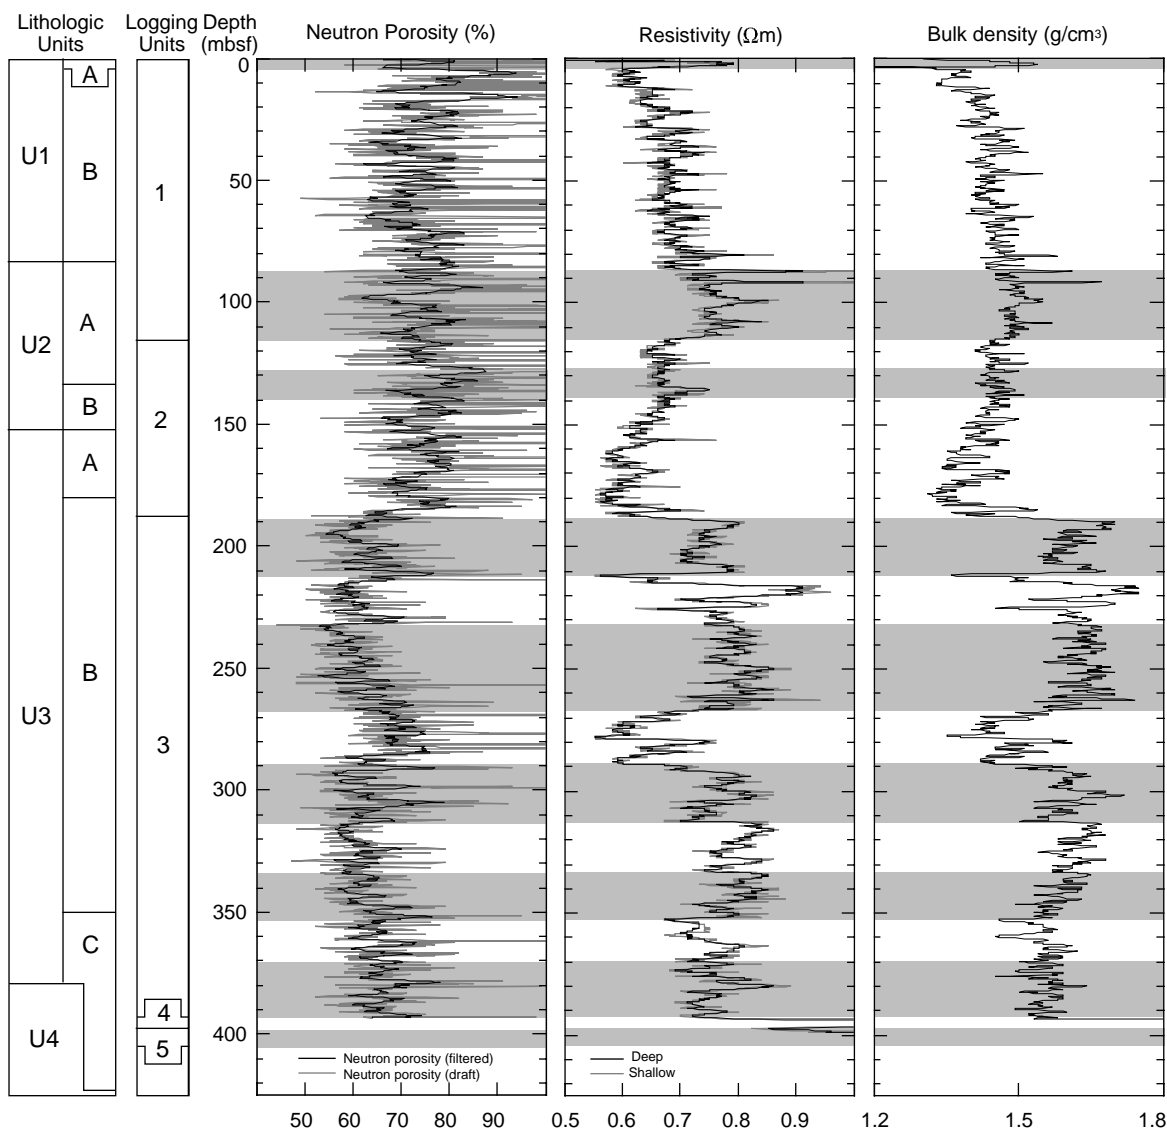 Lithologic
Units
Logging
Units
Depth
(mbsf)
Neutron Porosity (%)
Resistivity (Ωm)
Bulk density (g/cm³)
A
U1
B
U2
A
B
A
U3
B
C
U4
1
2
3
4
5
0
50
100
150
200
250
300
350
400
Neutron porosity (filtered)
Neutron porosity (draft)
Deep
Shallow
50 60 70 80 90
0.5 0.6 0.7 0.8 0.9
1.2 1.5 1.8